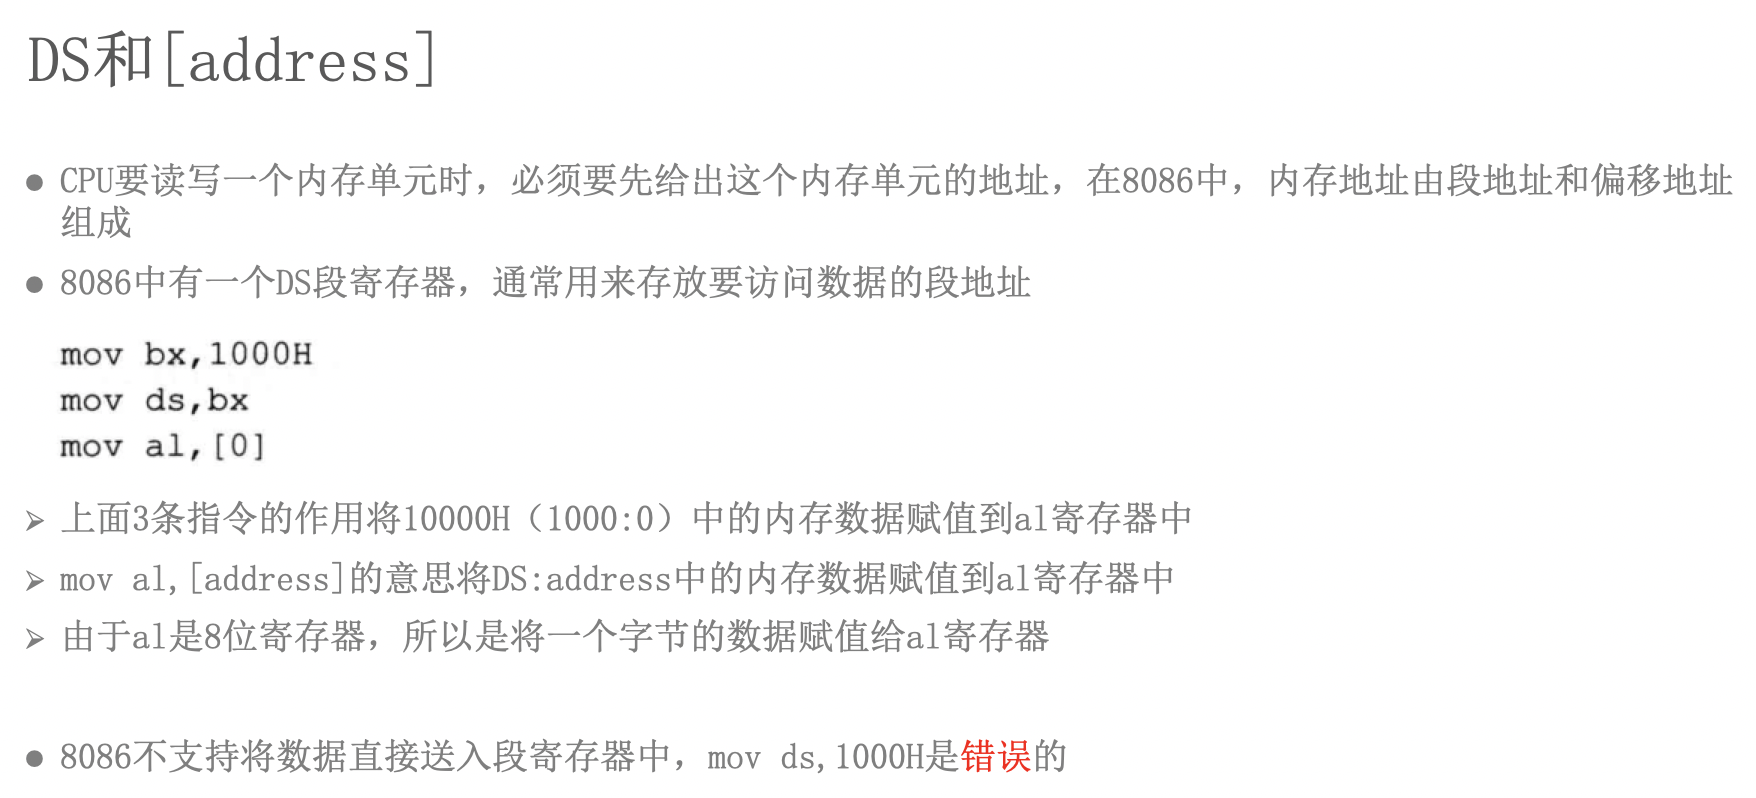 DS和[address]
● CPU要读写一个内存单元时，必须要先给出这个内存单元的地址，在8086中，内存地址由段地址和偏移地址
组成
● 8086中有一个DS段寄存器，通常用来存放要访问数据的段地址
mov bx,1000H
mov ds,bx
mov al,[0]
➢ 上面3条指令的作用将10000H（1000:0）中的内存数据赋值到al寄存器中
➢ mov al,[address]的意思将DS:address中的内存数据赋值到al寄存器中
➢ 由于al是8位寄存器，所以是将一个字节的数据赋值给al寄存器
● 8086不支持将数据直接送入段寄存器中，mov ds,1000H是错误的